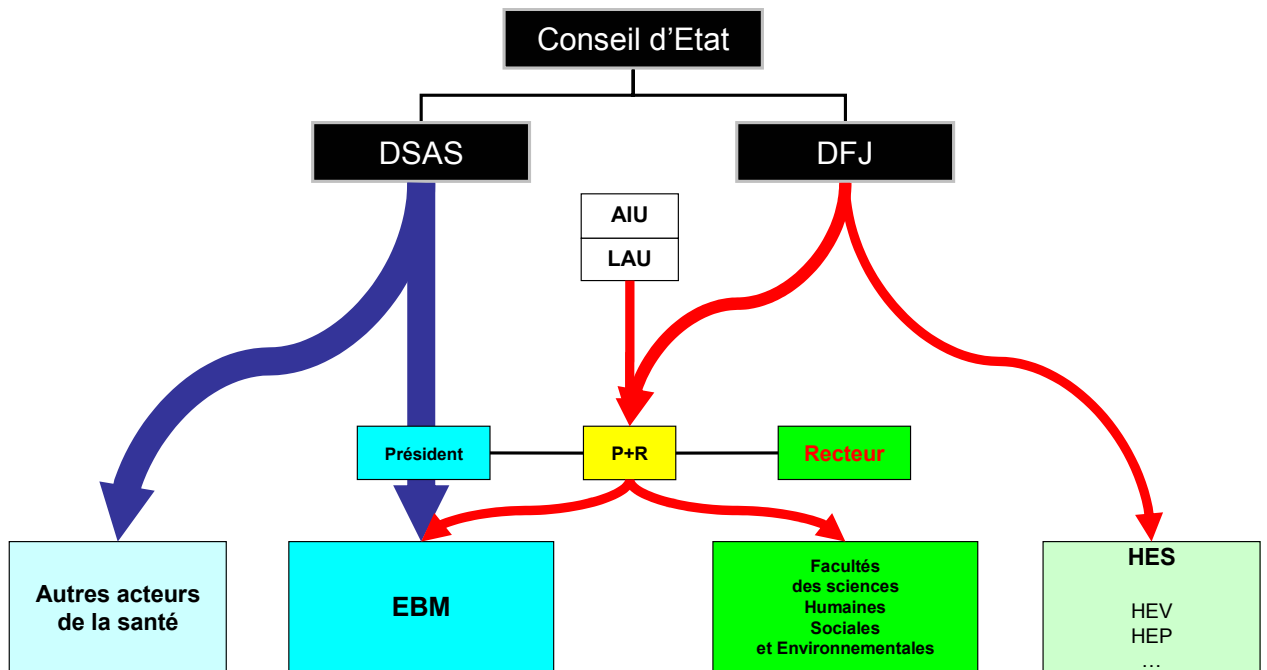 Conseil d’Etat
DSAS
DFJ
AIU
LAU
Président
P+R
Recteur
Autres acteurs
de la santé
EBM
Facultés
des sciences
Humaines
Sociales
et Environnementales
HES
HEV
HEP
…